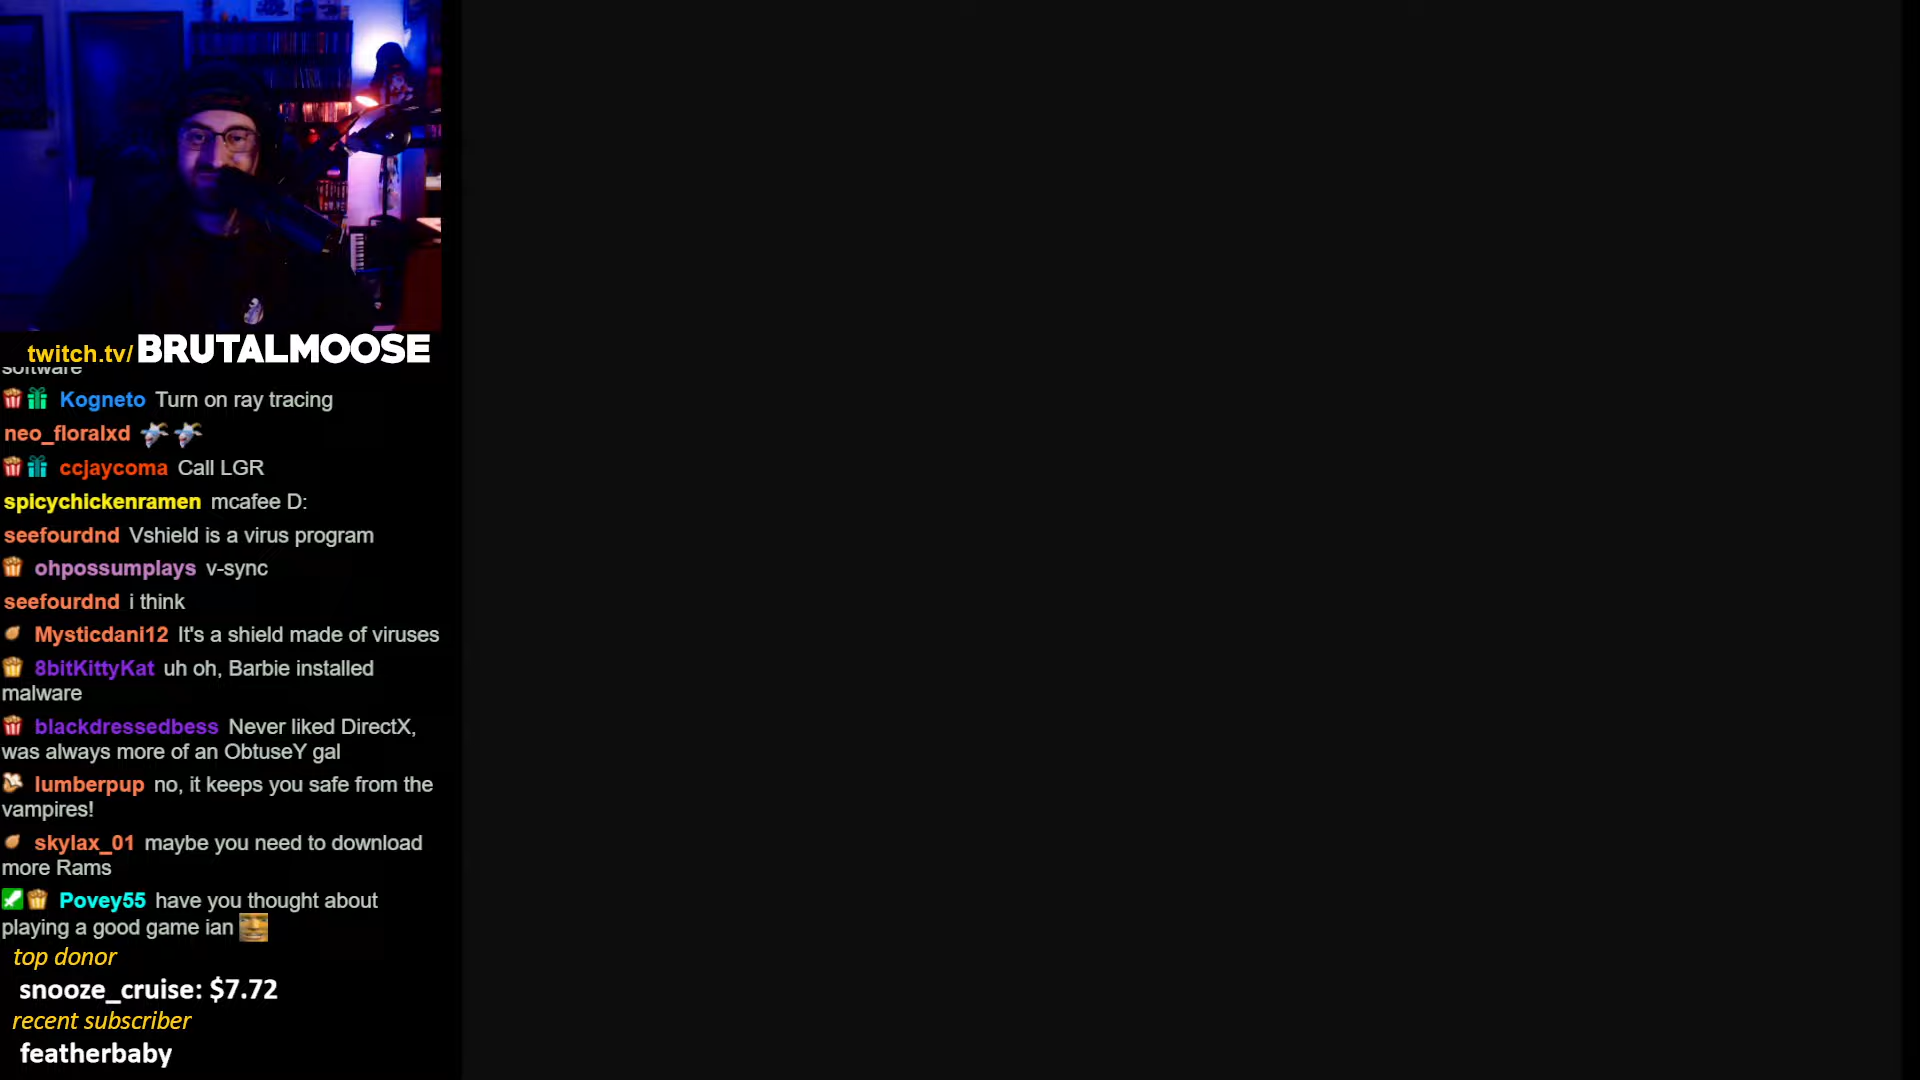 twitch.tv/BRUTALMOOSE
software
Kogneto Turn on ray tracing
neo_floralxd
ccjaycoma Call LGR
spicychickenramen mcafee D:
seefourdnd Vshield is a virus program
ohpossumplays v-sync
seefourdnd i think
Mysticdani12 It's a shield made of viruses
8bitKittyKat uh oh, Barbie installed
malware
blackdressedbess Never liked DirectX,
was always more of an ObtuseY gal
lumberpup no, it keeps you safe from the
vampires!
skylax_01 maybe you need to download
more Rams
Povey55 have you thought about
playing a good game ian
top donor
snooze_cruise: $7.72
recent subscriber
featherbaby